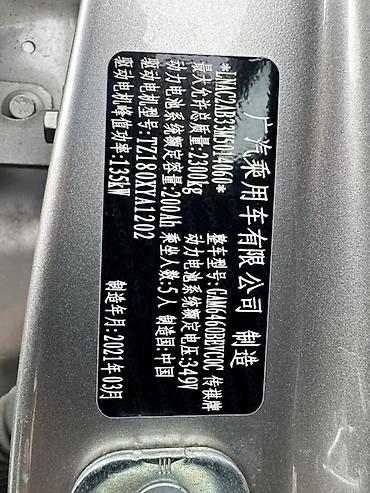 广汽乘用车有限公司 制造
*LMWG2AB33M5014060* 整车型号:GAM6460BEVC0C 传祺牌
最大允许总质量:2300kg 动力电池系统额定电压:349V
动力电池系统额定容量:200Ah 乘坐人数:5人 制造国:中国
驱动电机型号:TZ180XYA1202
驱动电机峰值功率:135kW 制造年月:2021年03月